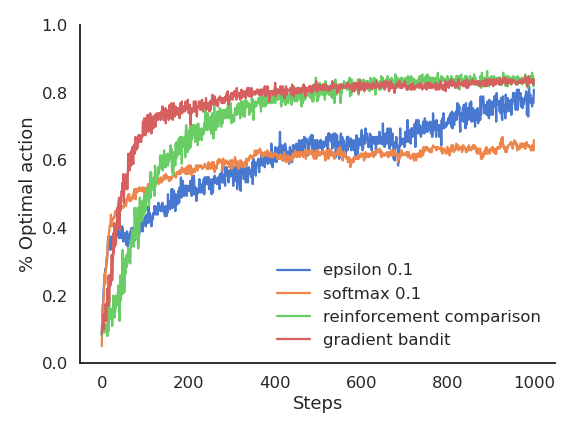 1.0
0.8
0.6
0.4
0.2
0.0
% Optimal action
epsilon 0.1
softmax 0.1
reinforcement comparison
gradient bandit
0 200 400 600 800 1000
Steps